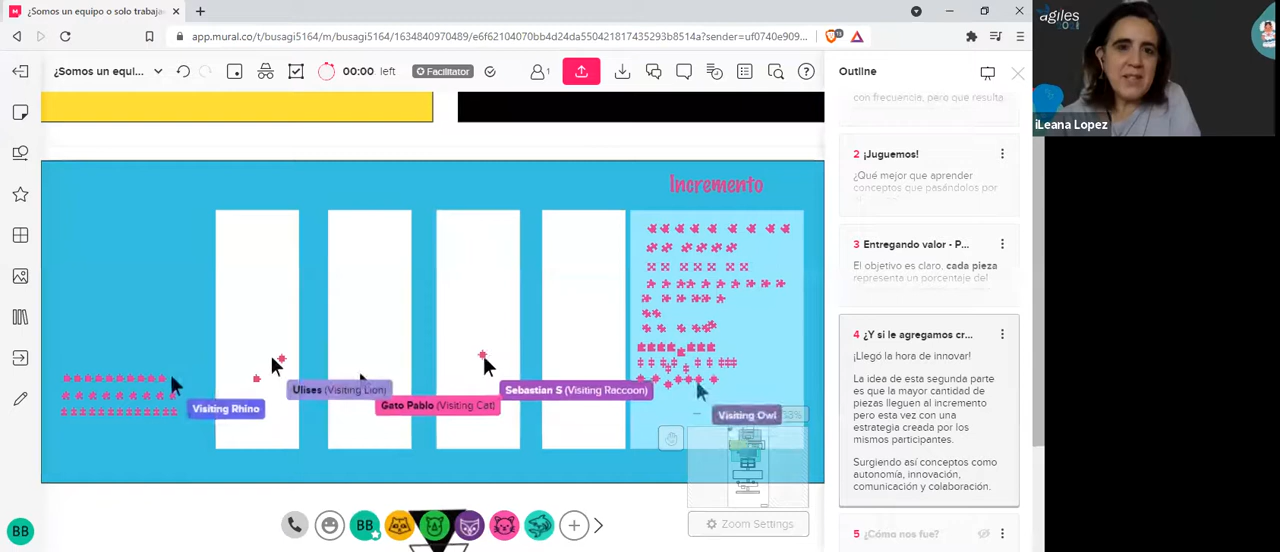 ¿Somos un equipo o solo trabaja
app.mural.co/t/busagi5164/m/busagi5164/1634840970489/e6f62104070bb4d24da550421817435293b8514a?sender=uf0740e909...
¿Somos un equi...
00:00 left
Facilitator
1
Outline
con frecuencia, pero que resulta
2 ¡Juguemos!
¿Qué mejor que aprender
conceptos que pasándolos por
3 Entregando valor - P...
El objetivo es claro, cada pieza
representa un porcentaje del
4 ¿Y si le agregamos cr...
¡Llegó la hora de innovar!
La idea de esta segunda parte
es que la mayor cantidad de
piezas lleguen al incremento
pero esta vez con una
estrategia creada por los
mismos participantes.
Surgiendo así conceptos como
autonomía, innovación,
comunicación y colaboración.
5 ¿Cómo nos fue?
Incremento
Visiting Rhino
Ulises (Visiting Lion)
Gato Pablo (Visiting Cat)
Sebastian S (Visiting Raccoon)
Visiting Owl
Zoom Settings
BB
BB
agiles
iLeana Lopez